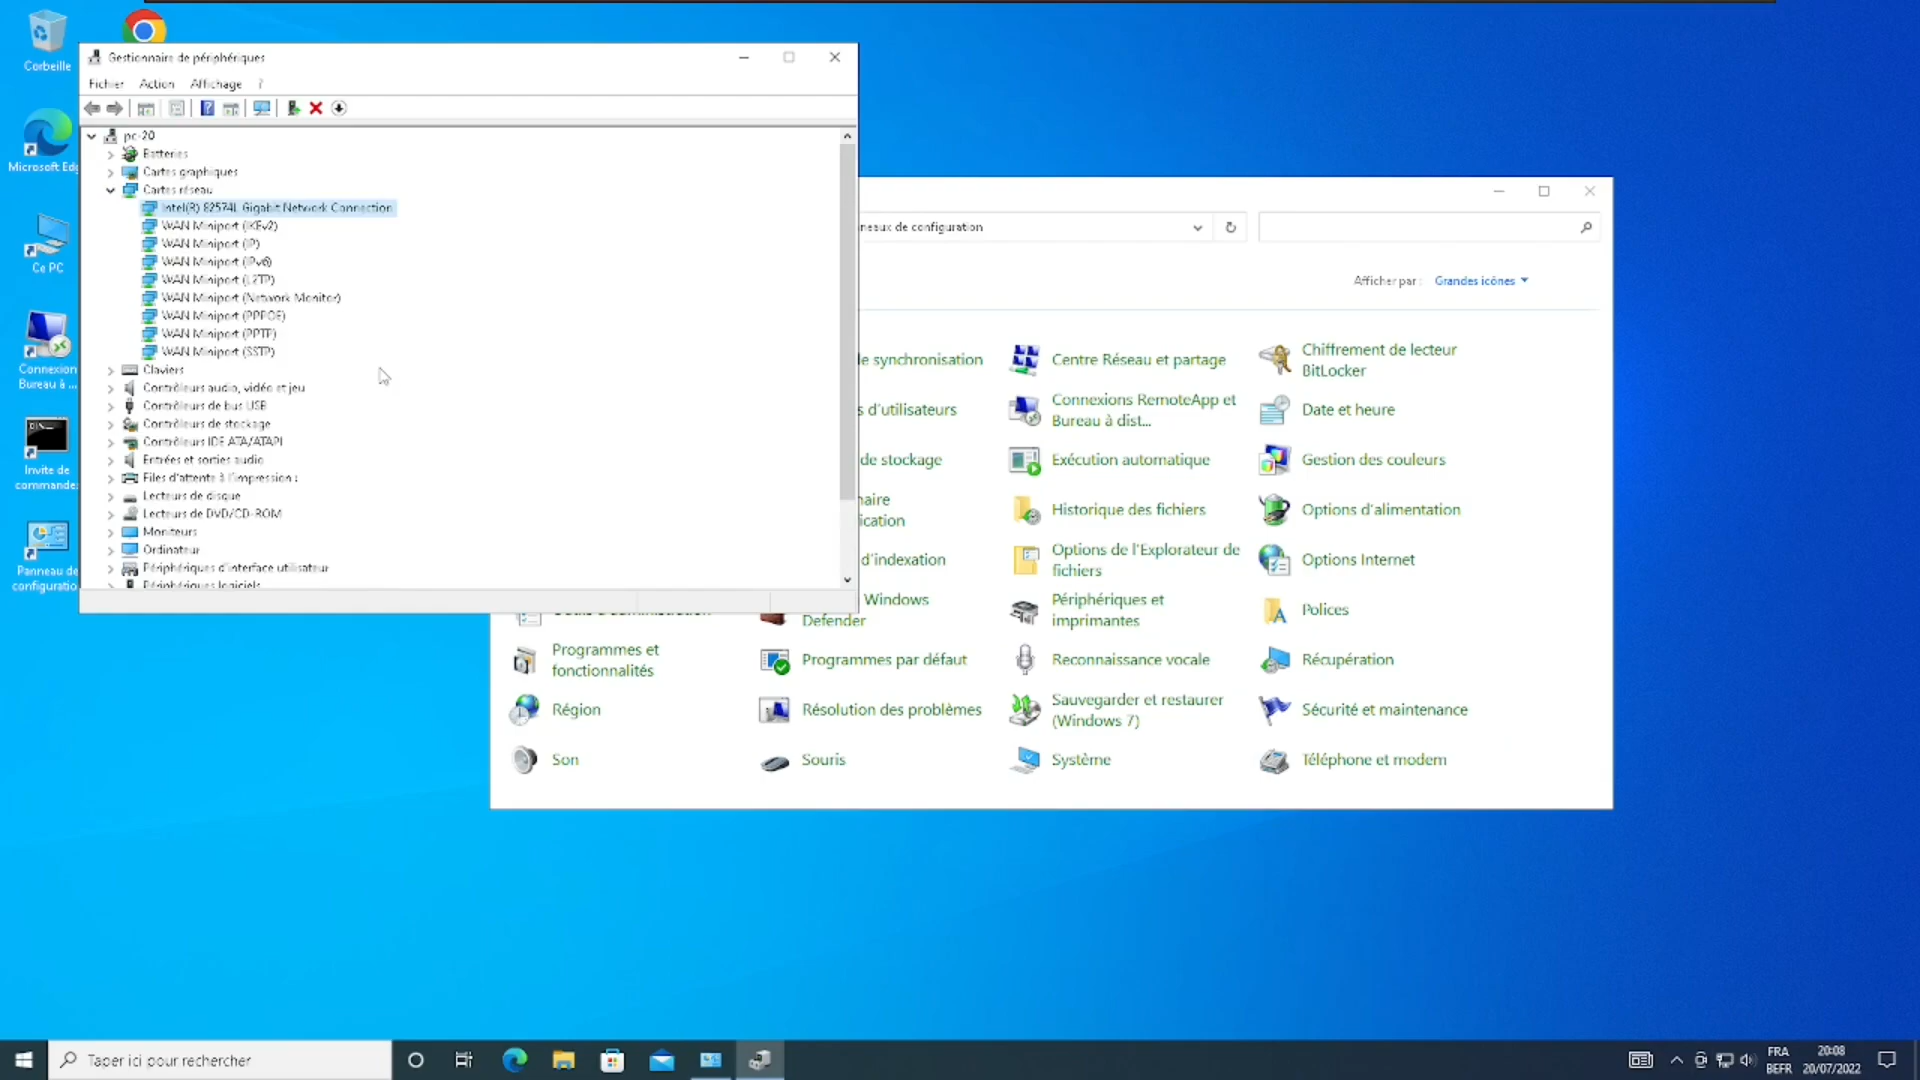 Corbeille
Microsoft Ed
Ce PC
Connexion
Bureau à ...
Invite de
commande
Panneau de
configuratio
Gestionnaire de périphériques
Fichier Action Affichage ?
pc-20
Batteries
Cartes graphiques
Cartes réseau
Intel(R) 82574L Gigabit Network Connection
WAN Miniport (IKEv2)
WAN Miniport (IP)
WAN Miniport (IPv6)
WAN Miniport (L2TP)
WAN Miniport (Network Monitor)
WAN Miniport (PPPOE)
WAN Miniport (PPTP)
WAN Miniport (SSTP)
Claviers
Contrôleurs audio, vidéo et jeu
Contrôleurs de bus USB
Contrôleurs de stockage
Contrôleurs IDE ATA/ATAPI
Entrées et sorties audio
Files d'attente à l'impression :
Lecteurs de disque
Lecteurs de DVD/CD-ROM
Moniteurs
Ordinateur
Périphériques d'interface utilisateur
Périphériques logiciels
neaux de configuration
Afficher par : Grandes icônes
le synchronisation
Centre Réseau et partage
Chiffrement de lecteur
BitLocker
s d'utilisateurs
Connexions RemoteApp et
Bureau à dist...
Date et heure
de stockage
Exécution automatique
Gestion des couleurs
naire
ication
Historique des fichiers
Options d'alimentation
d'indexation
Options de l'Explorateur de
fichiers
Options Internet
Windows
Defender
Périphériques et
imprimantes
Polices
Programmes et
fonctionnalités
Programmes par défaut
Reconnaissance vocale
Récupération
Région
Résolution des problèmes
Sauvegarder et restaurer
(Windows 7)
Sécurité et maintenance
Son
Souris
Système
Téléphone et modem
Taper ici pour rechercher
FRA
BEFR
20:08
20/07/2022